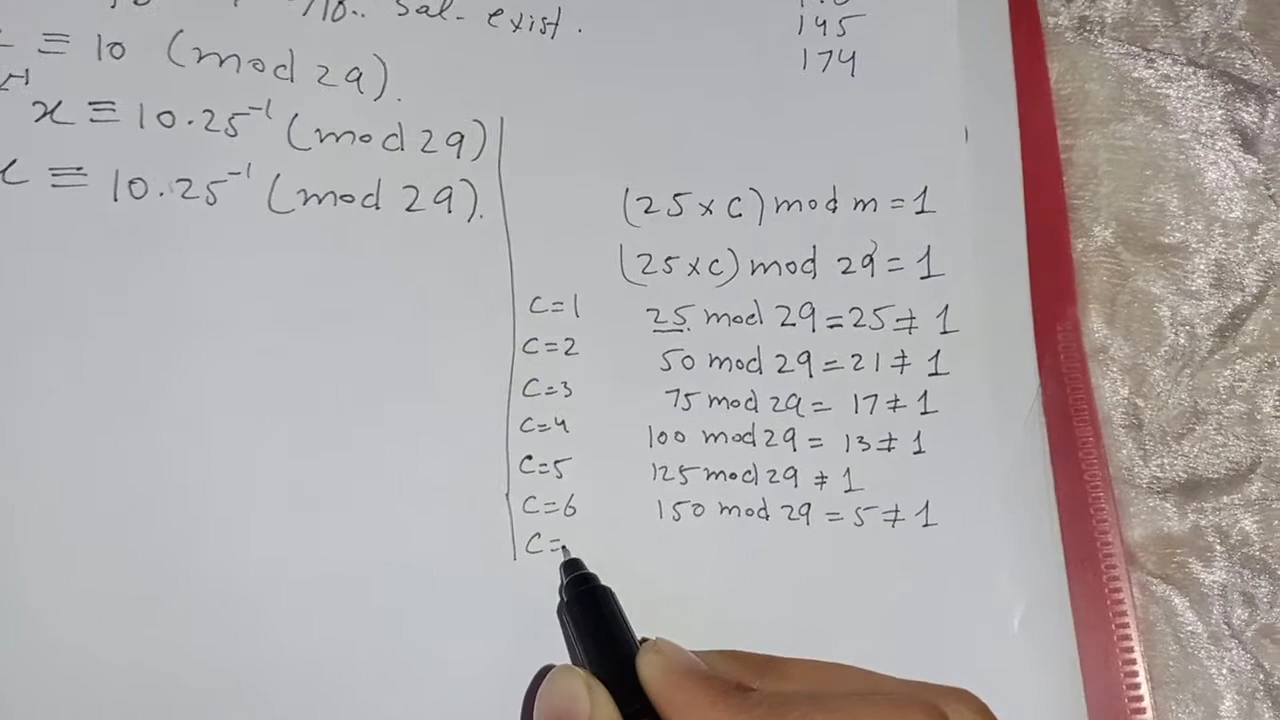 sol. exist.
≡ 10 (mod 29).
x ≡ 10.25⁻¹ (mod 29)
x ≡ 10.25⁻¹ (mod 29).
145
174
(25 × c) mod m = 1
(25 × c) mod 29 = 1
c=1 25 mod 29 = 25 ≠ 1
c=2 50 mod 29 = 21 ≠ 1
c=3 75 mod 29 = 17 ≠ 1
c=4 100 mod 29 = 13 ≠ 1
c=5 125 mod 29 ≠ 1
c=6 150 mod 29 = 5 ≠ 1
c=